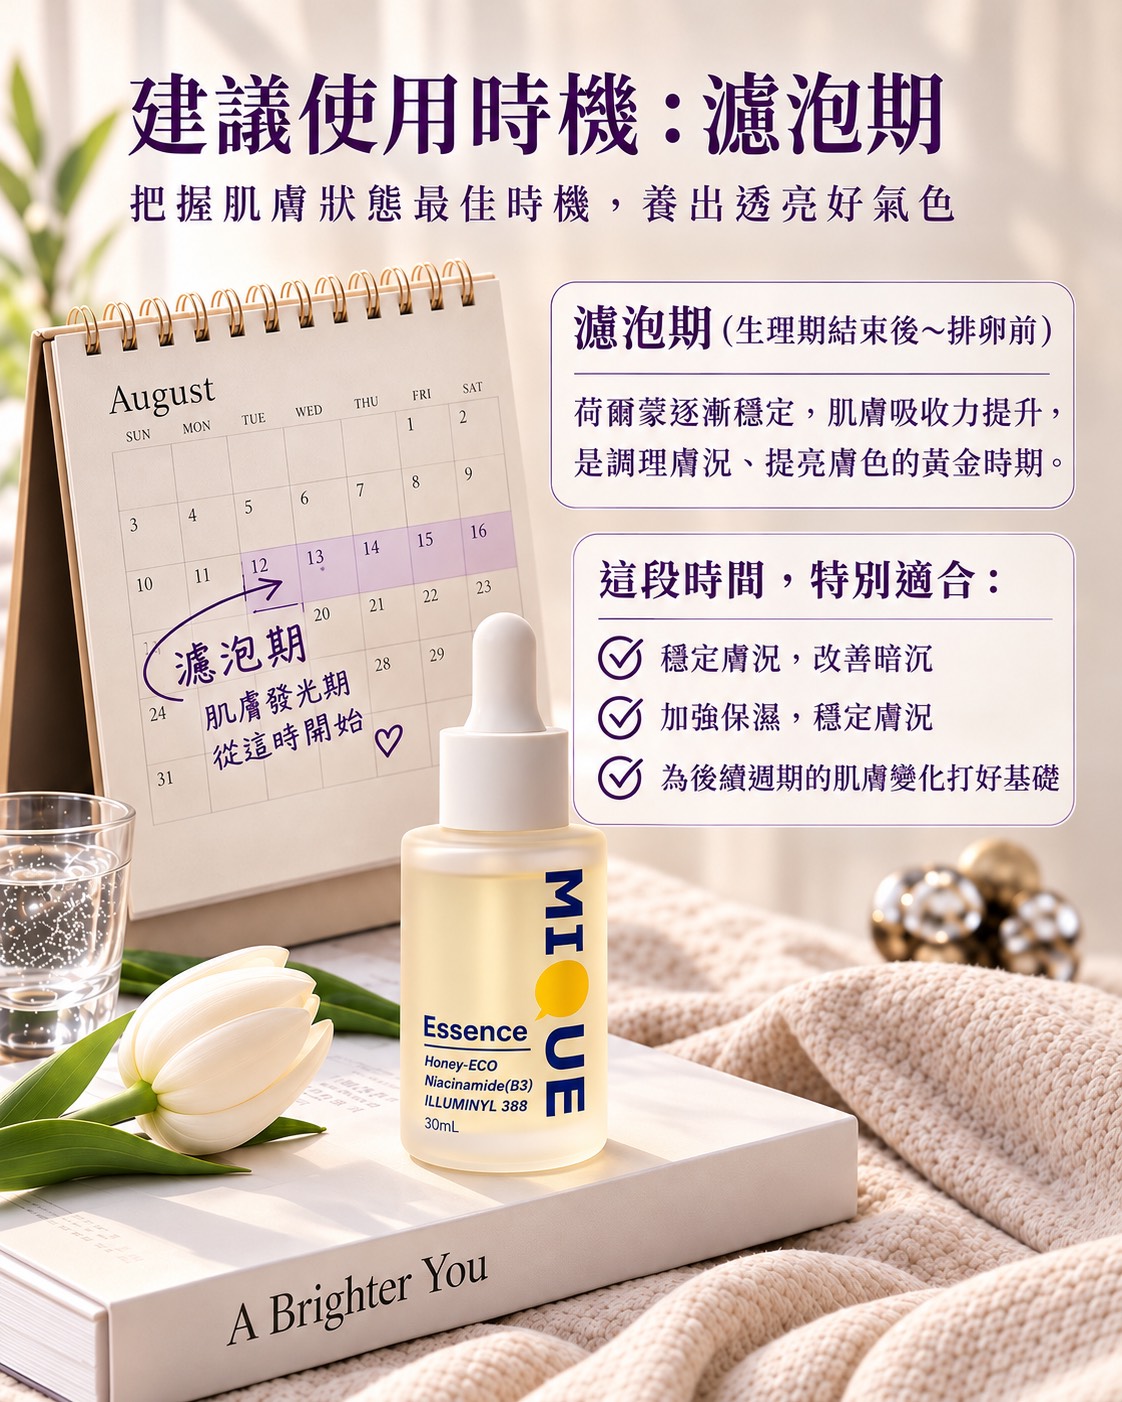 建議使用時機：濾泡期
把握肌膚狀態最佳時機，養出透亮好氣色
August
SUN MON TUE WED THU FRI SAT
1 2
3 4 5 6 7 8 9
10 11 12 13 14 15 16
20 21 22 23
28 29
24
31
濾泡期
肌膚發光期
從這時開始
濾泡期（生理期結束後～排卵前）
荷爾蒙逐漸穩定，肌膚吸收力提升，
是調理膚況、提亮膚色的黃金時期。
這段時間，特別適合：
穩定膚況，改善暗沉
加強保濕，穩定膚況
為後續週期的肌膚變化打好基礎
MIQUE
Essence
Honey-ECO
Niacinamide(B3)
ILLUMINYL 388
30mL
A Brighter You